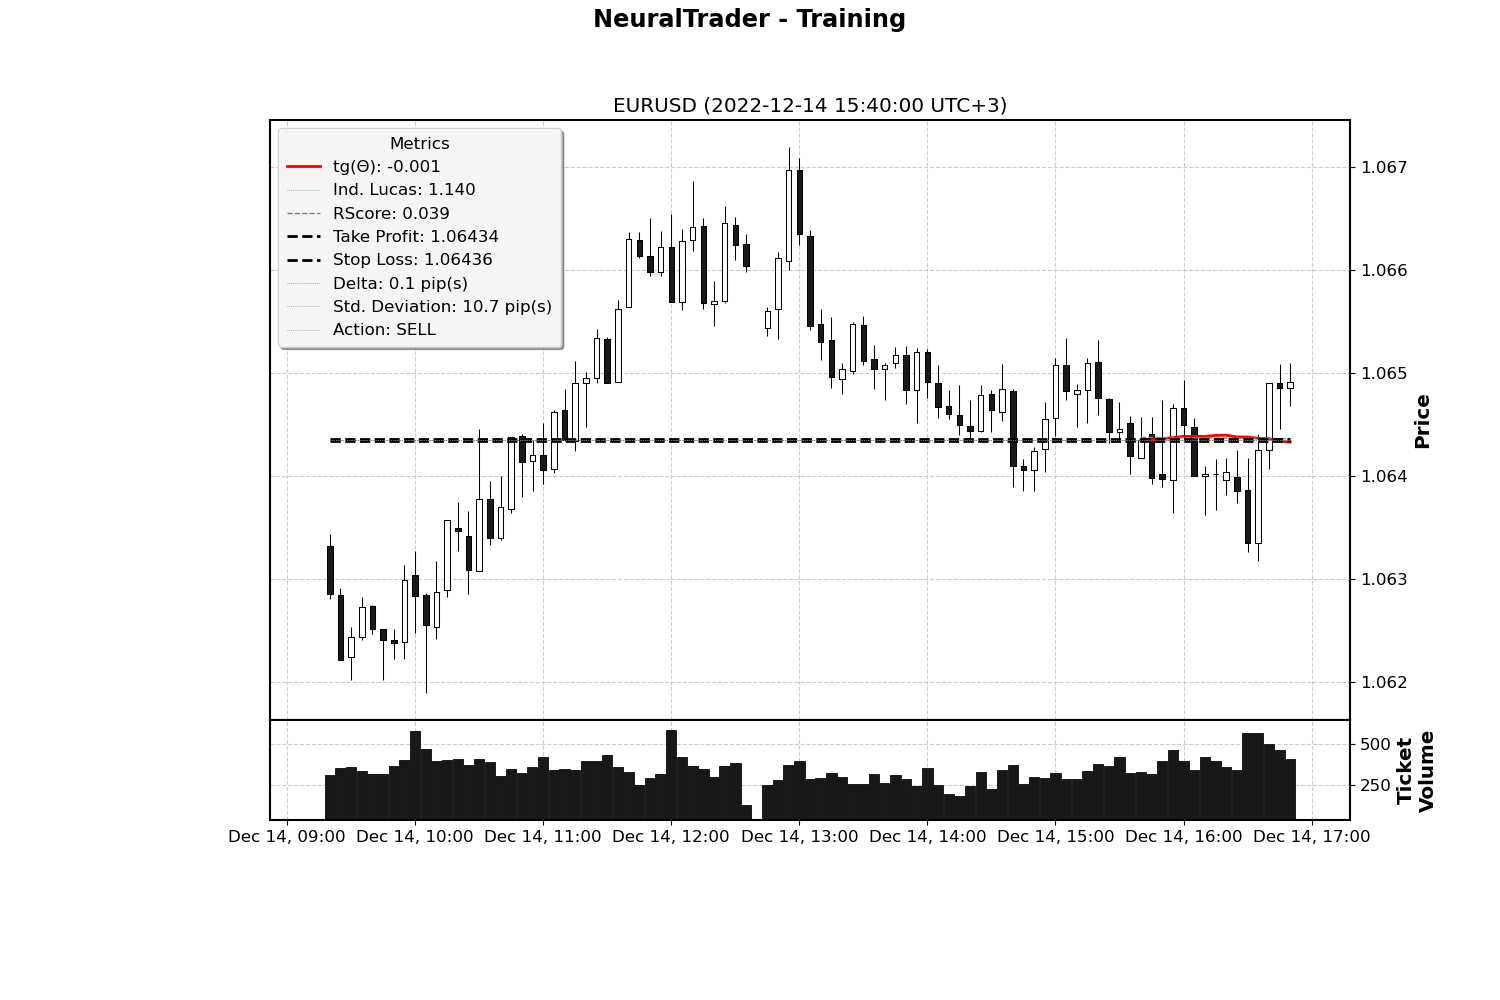 NeuralTrader - Training
EURUSD (2022-12-14 15:40:00 UTC+3)
Metrics
tg(Θ): -0.001
Ind. Lucas: 1.140
RScore: 0.039
Take Profit: 1.06434
Stop Loss: 1.06436
Delta: 0.1 pip(s)
Std. Deviation: 10.7 pip(s)
Action: SELL
1.067
1.066
1.065
1.064
1.063
1.062
Price
500
250
Ticket
Volume
Dec 14, 09:00 Dec 14, 10:00 Dec 14, 11:00 Dec 14, 12:00 Dec 14, 13:00 Dec 14, 14:00 Dec 14, 15:00 Dec 14, 16:00 Dec 14, 17:00